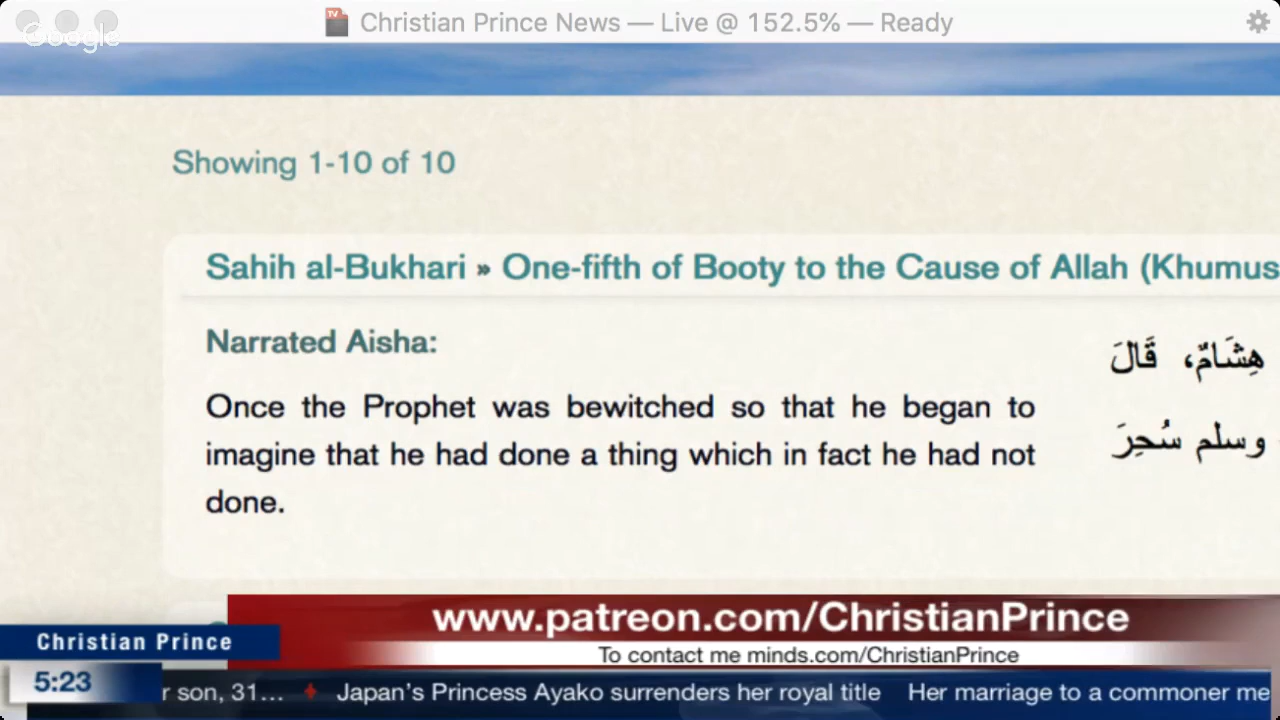 Google
Christian Prince News — Live @ 152.5% — Ready
Showing 1-10 of 10
Sahih al-Bukhari » One-fifth of Booty to the Cause of Allah (Khumus
Narrated Aisha:
هِشَامٌ، قَالَ
Once the Prophet was bewitched so that he began to
imagine that he had done a thing which in fact he had not
وسلم سُحِرَ
done.
www.patreon.com/ChristianPrince
Christian Prince
To contact me minds.com/ChristianPrince
5:23
r son, 31... Japan's Princess Ayako surrenders her royal title Her marriage to a commoner me